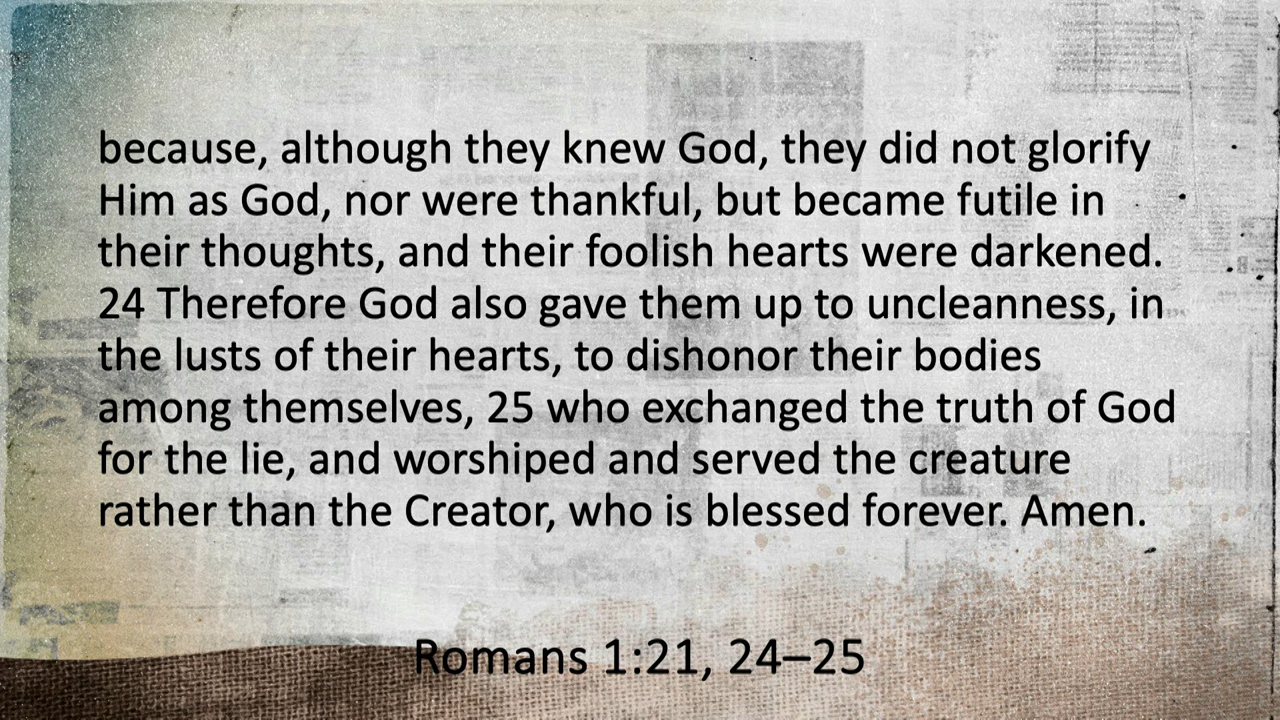 because, although they knew God, they did not glorify
Him as God, nor were thankful, but became futile in
their thoughts, and their foolish hearts were darkened.
24 Therefore God also gave them up to uncleanness, in
the lusts of their hearts, to dishonor their bodies
among themselves, 25 who exchanged the truth of God
for the lie, and worshiped and served the creature
rather than the Creator, who is blessed forever. Amen.
Romans 1:21, 24–25